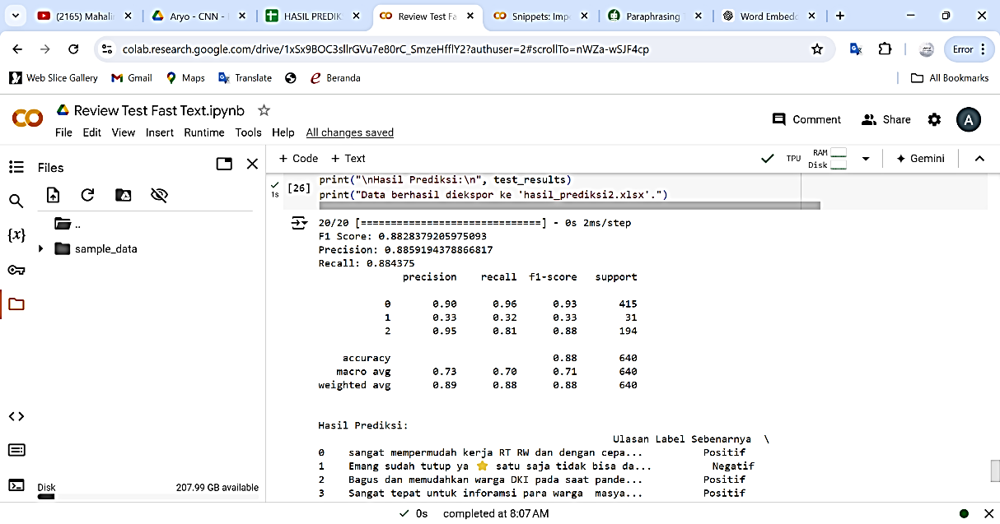 (2165) Mahali
Aryo - CNN -
HASIL PREDIK
Review Test Fa
Snippets: Imp
Paraphrasing
Word Embedd
colab.research.google.com/drive/1xSx9BOC3sllrGVu7e80rC_SmzeHfflY2?authuser=2#scrollTo=nWZa-wSJF4cp
Error
Web Slice Gallery
Gmail
Maps
Translate
Beranda
All Bookmarks
Review Test Fast Text.ipynb
Comment
Share
A
File Edit View Insert Runtime Tools Help All changes saved
Files
+ Code + Text
TPU
RAM
Disk
Gemini
..
sample_data
{x}
1s
[26]
print("\nHasil Prediksi:\n", test_results)
print("Data berhasil diekspor ke 'hasil_prediksi2.xlsx'.")
20/20 [==============================] - 0s 2ms/step
F1 Score: 0.8828379205975093
Precision: 0.8859194378866817
Recall: 0.884375
precision recall f1-score support
0 0.90 0.96 0.93 415
1 0.33 0.32 0.33 31
2 0.95 0.81 0.88 194
accuracy 0.88 640
macro avg 0.73 0.70 0.71 640
weighted avg 0.89 0.88 0.88 640
Hasil Prediksi:
Ulasan Label Sebenarnya \
0 sangat mempermudah kerja RT RW dan dengan cepa... Positif
1 Emang sudah tutup ya ⭐ satu saja tidak bisa da... Negatif
2 Bagus dan memudahkan warga DKI pada saat pande... Positif
3 Sangat tepat untuk inforamsi para warga masya... Positif
Disk
207.99 GB available
0s completed at 8:07 AM